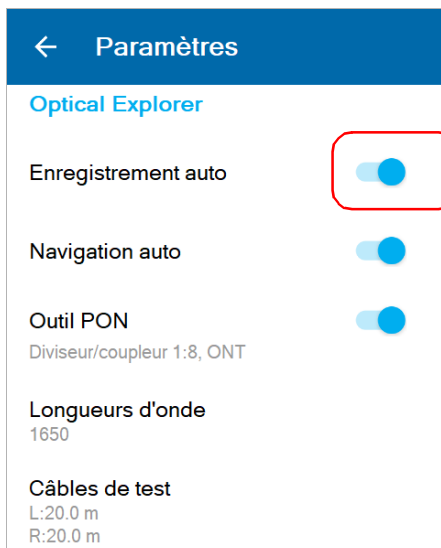 Paramètres
Optical Explorer
Enregistrement auto
Navigation auto
Outil PON
Diviseur/coupleur 1:8, ONT
Longueurs d'onde
1650
Câbles de test
L:20.0 m
R:20.0 m